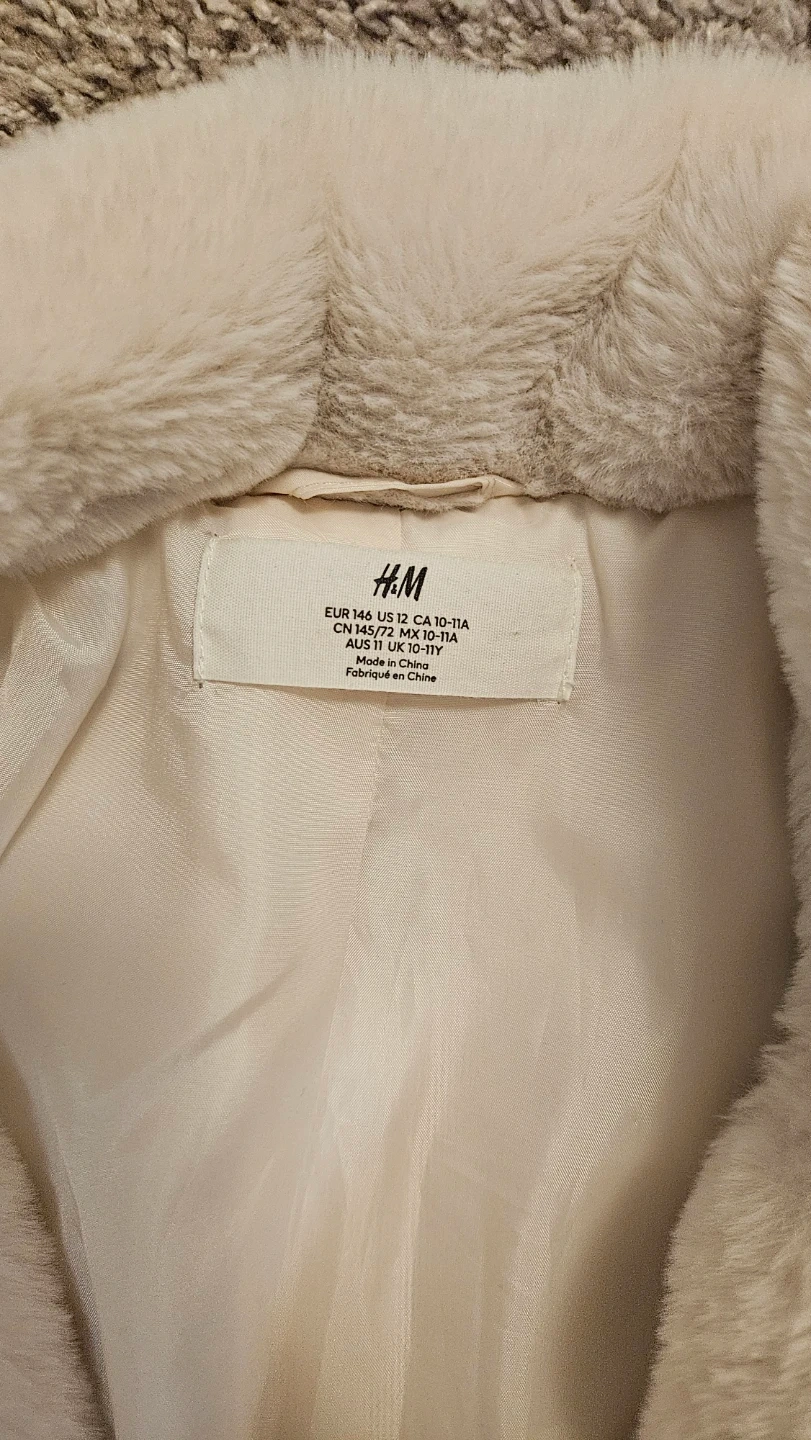 H&M
EUR 146 US 12 CA 10-11A
CN 145/72 MX 10-11A
AUS 11 UK 10-11Y
Made in China
Fabriqué en Chine